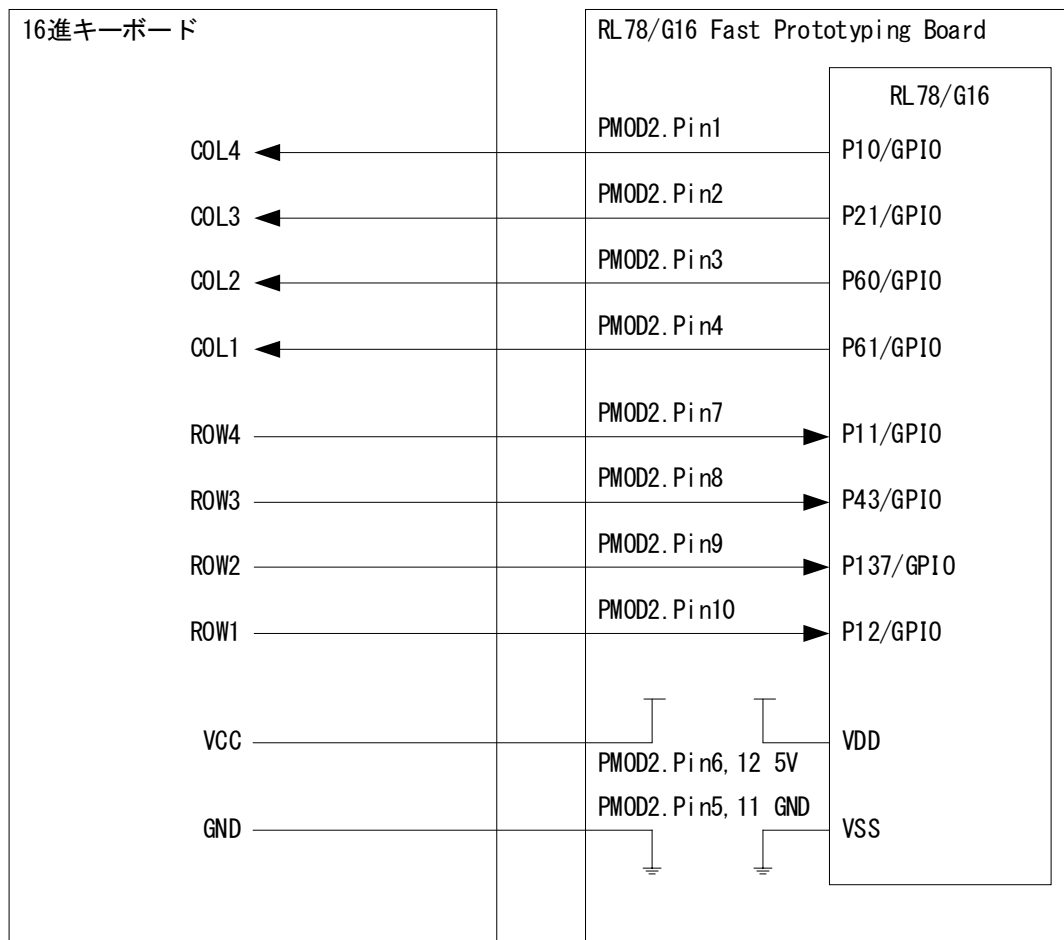 16進キーボード
RL78/G16 Fast Prototyping Board
RL78/G16
COL4
PMOD2.Pin1
P10/GPIO
COL3
PMOD2.Pin2
P21/GPIO
COL2
PMOD2.Pin3
P60/GPIO
COL1
PMOD2.Pin4
P61/GPIO
ROW4
PMOD2.Pin7
P11/GPIO
ROW3
PMOD2.Pin8
P43/GPIO
ROW2
PMOD2.Pin9
P137/GPIO
ROW1
PMOD2.Pin10
P12/GPIO
VCC
VDD
PMOD2.Pin6,12 5V
PMOD2.Pin5,11 GND
GND
VSS